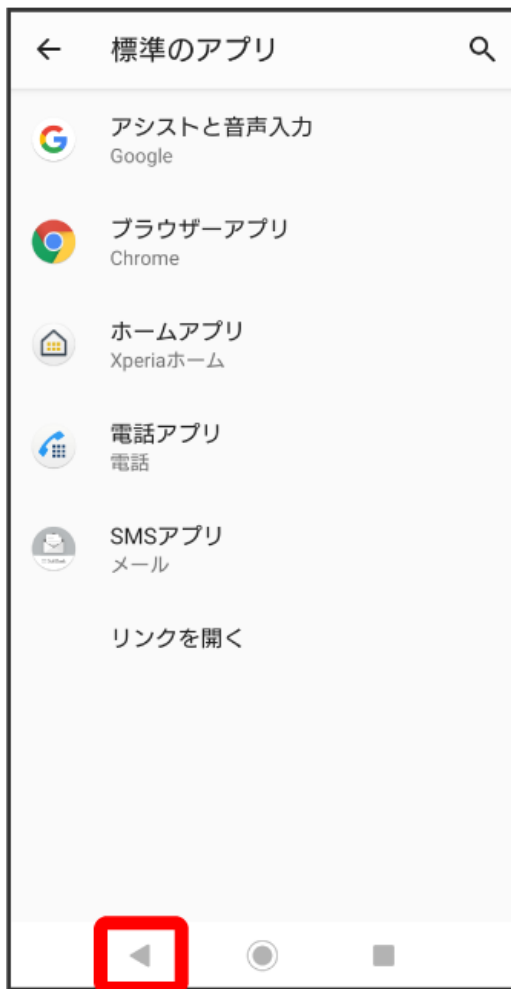 標準のアプリ
アシストと音声入力
Google
ブラウザーアプリ
Chrome
ホームアプリ
Xperiaホーム
電話アプリ
電話
SMSアプリ
メール
リンクを開く